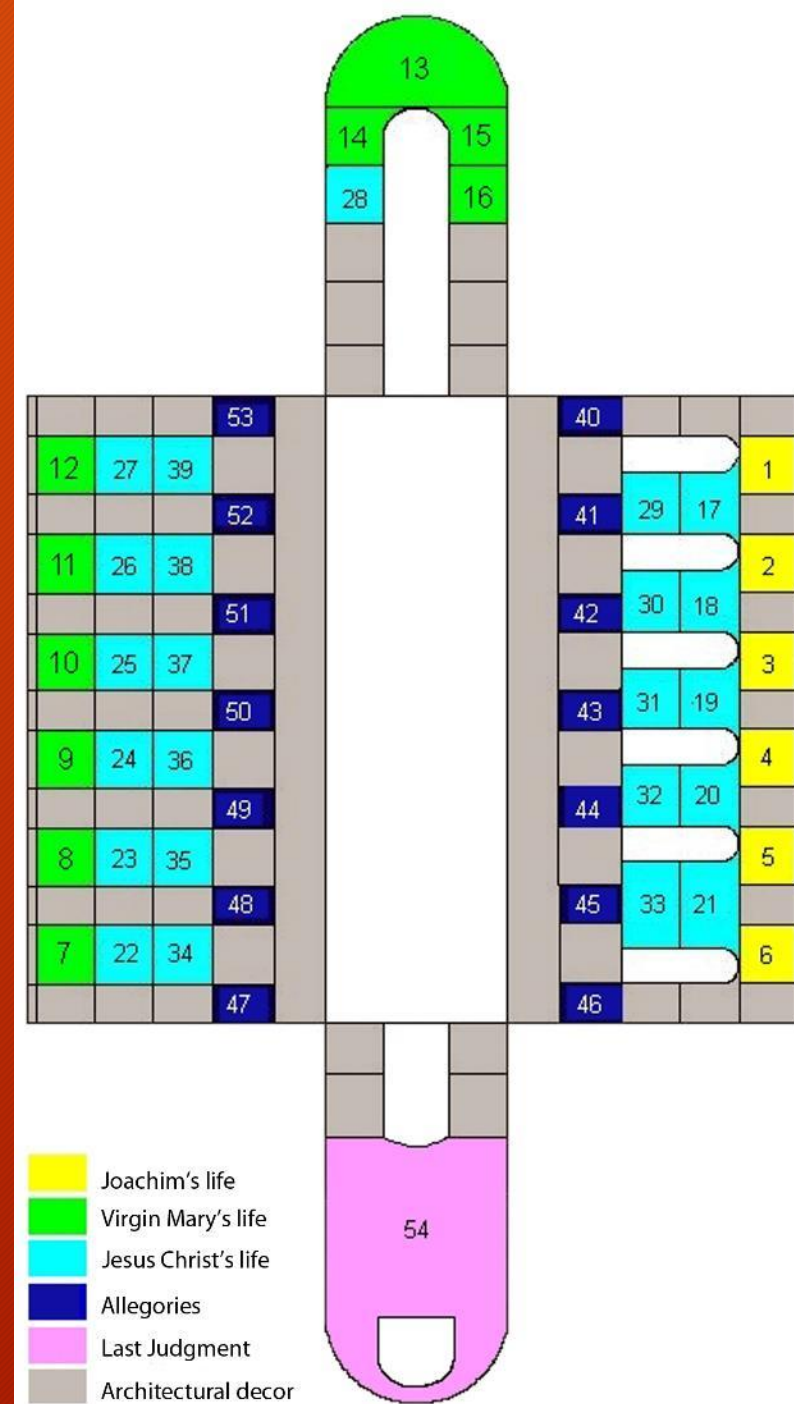 13
14 15
28 16
53 40
12 27 39 1
52 41 29 17
11 26 38 2
51 42 30 18
10 25 37 3
50 43 31 19
9 24 36 4
49 44 32 20
8 23 35 5
48 45 33 21
7 22 34 6
47 46
54
Joachim's life
Virgin Mary's life
Jesus Christ's life
Allegories
Last Judgment
Architectural decor